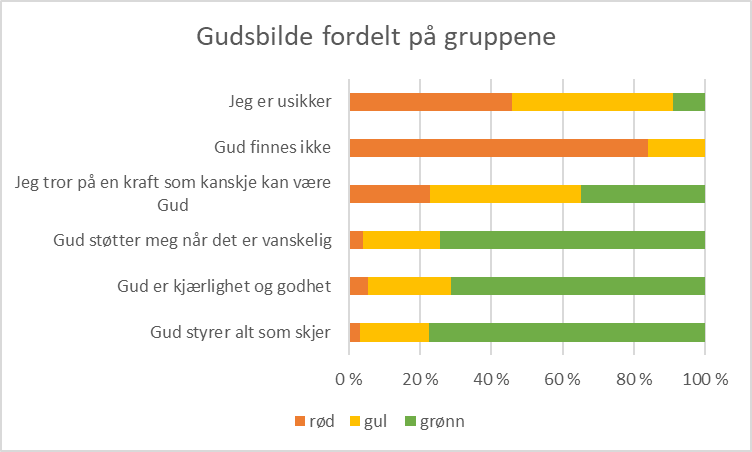 Gudsbilde fordelt på gruppene
Jeg er usikker
Gud finnes ikke
Jeg tror på en kraft som kanskje kan være
Gud
Gud støtter meg når det er vanskelig
Gud er kjærlighet og godhet
Gud styrer alt som skjer
0 % 20 % 40 % 60 % 80 % 100 %
rød gul grønn